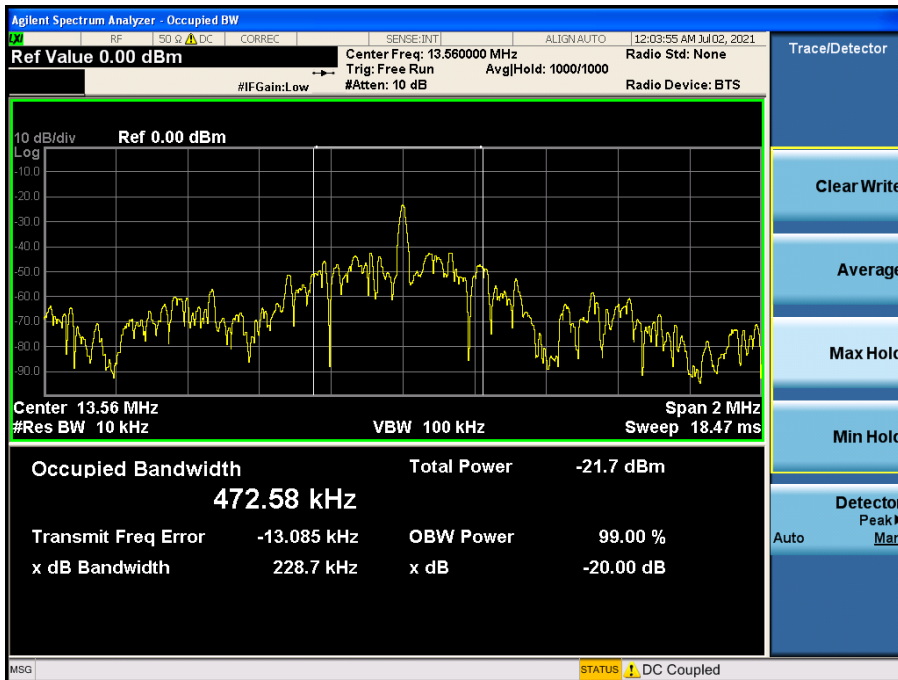 Agilent Spectrum Analyzer - Occupied BW
LXI RF 50 Ω DC CORREC SENSE:INT ALIGN AUTO 12:03:55 AM Jul 02, 2021
Ref Value 0.00 dBm
Center Freq: 13.560000 MHz
Radio Std: None
Trig: Free Run Avg|Hold: 1000/1000
#IFGain:Low
#Atten: 10 dB
Radio Device: BTS
10 dB/div Ref 0.00 dBm
Log
-10.0
-20.0
-30.0
-40.0
-50.0
-60.0
-70.0
-80.0
-90.0
Center 13.56 MHz
Span 2 MHz
#Res BW 10 kHz
VBW 100 kHz
Sweep 18.47 ms
Occupied Bandwidth
472.58 kHz
Total Power -21.7 dBm
Transmit Freq Error -13.085 kHz
OBW Power 99.00 %
x dB Bandwidth 228.7 kHz
x dB -20.00 dB
Trace/Detector
Clear Write
Average
Max Hold
Min Hold
Detector
Peak
Auto Man
MSG
STATUS DC Coupled